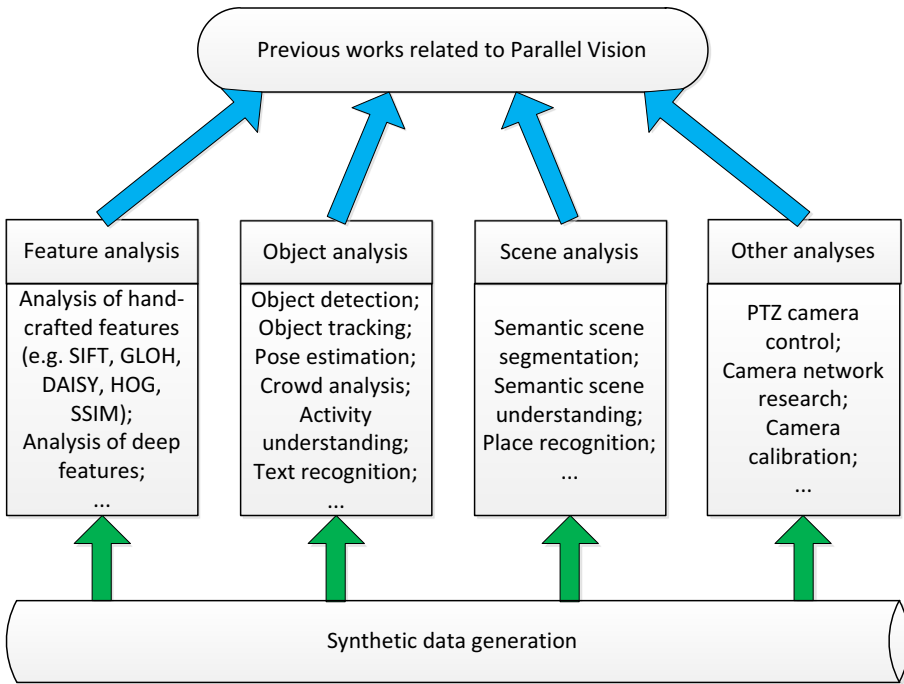 Previous works related to Parallel Vision
Feature analysis
Analysis of hand-
crafted features
(e.g. SIFT, GLOH,
DAISY, HOG,
SSIM);
Analysis of deep
features;
...
Object analysis
Object detection;
Object tracking;
Pose estimation;
Crowd analysis;
Activity
understanding;
Text recognition;
...
Scene analysis
Semantic scene
segmentation;
Semantic scene
understanding;
Place recognition;
...
Other analyses
PTZ camera
control;
Camera network
research;
Camera
calibration;
...
Synthetic data generation